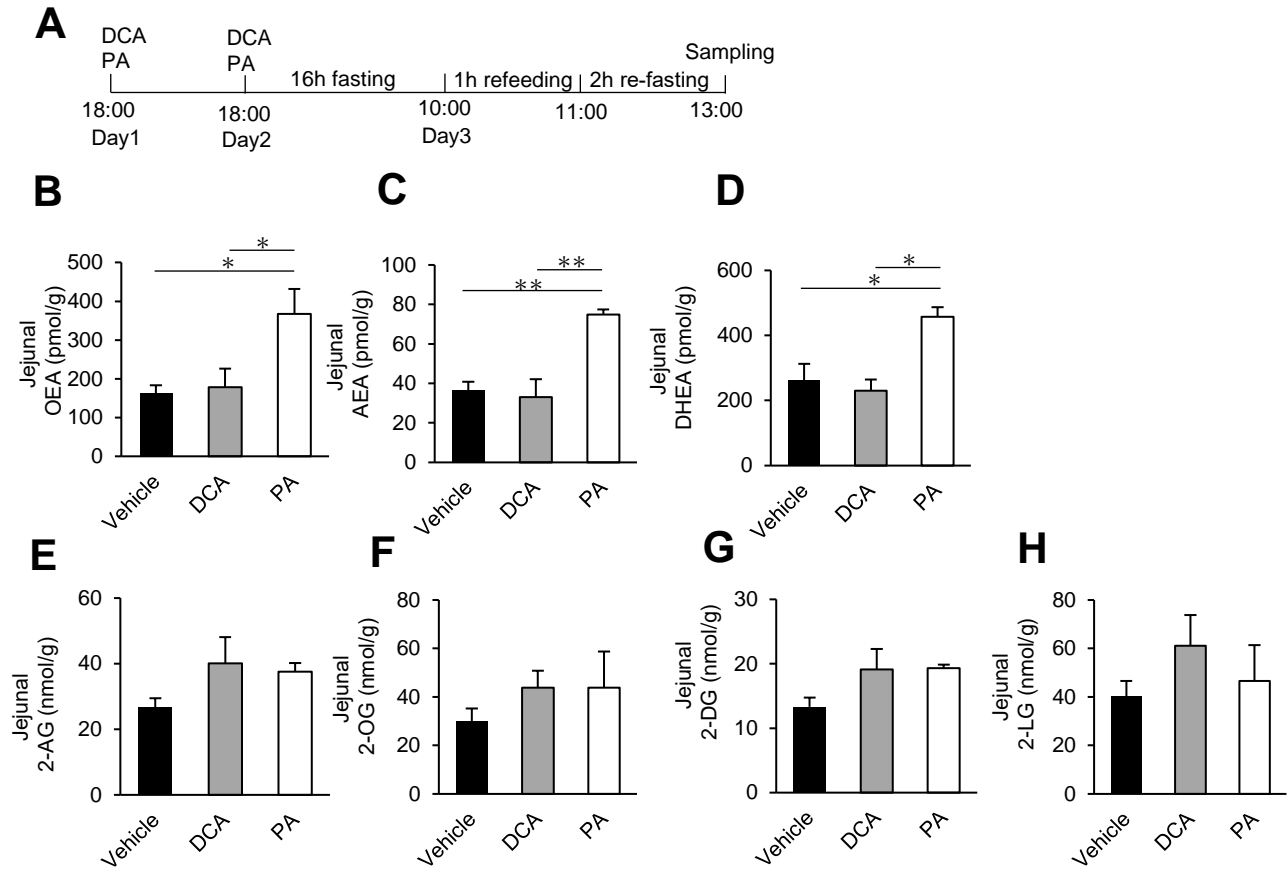 A
DCA
PA
DCA
PA
Sampling
16h fasting
1h refeeding
2h re-fasting
18:00
Day1
18:00
Day2
10:00
Day3
11:00
13:00
B
Jejunal
OEA (pmol/g)
500
400
300
200
100
0
*
*
Vehicle
DCA
PA
C
Jejunal
AEA (pmol/g)
100
80
60
40
20
0
**
**
Vehicle
DCA
PA
D
Jejunal
DHEA (pmol/g)
600
400
200
0
*
*
Vehicle
DCA
PA
E
Jejunal
2-AG (nmol/g)
60
40
20
0
Vehicle
DCA
PA
F
Jejunal
2-OG (nmol/g)
80
60
40
20
0
Vehicle
DCA
PA
G
Jejunal
2-DG (nmol/g)
30
20
10
0
Vehicle
DCA
PA
H
Jejunal
2-LG (nmol/g)
80
60
40
20
0
Vehicle
DCA
PA